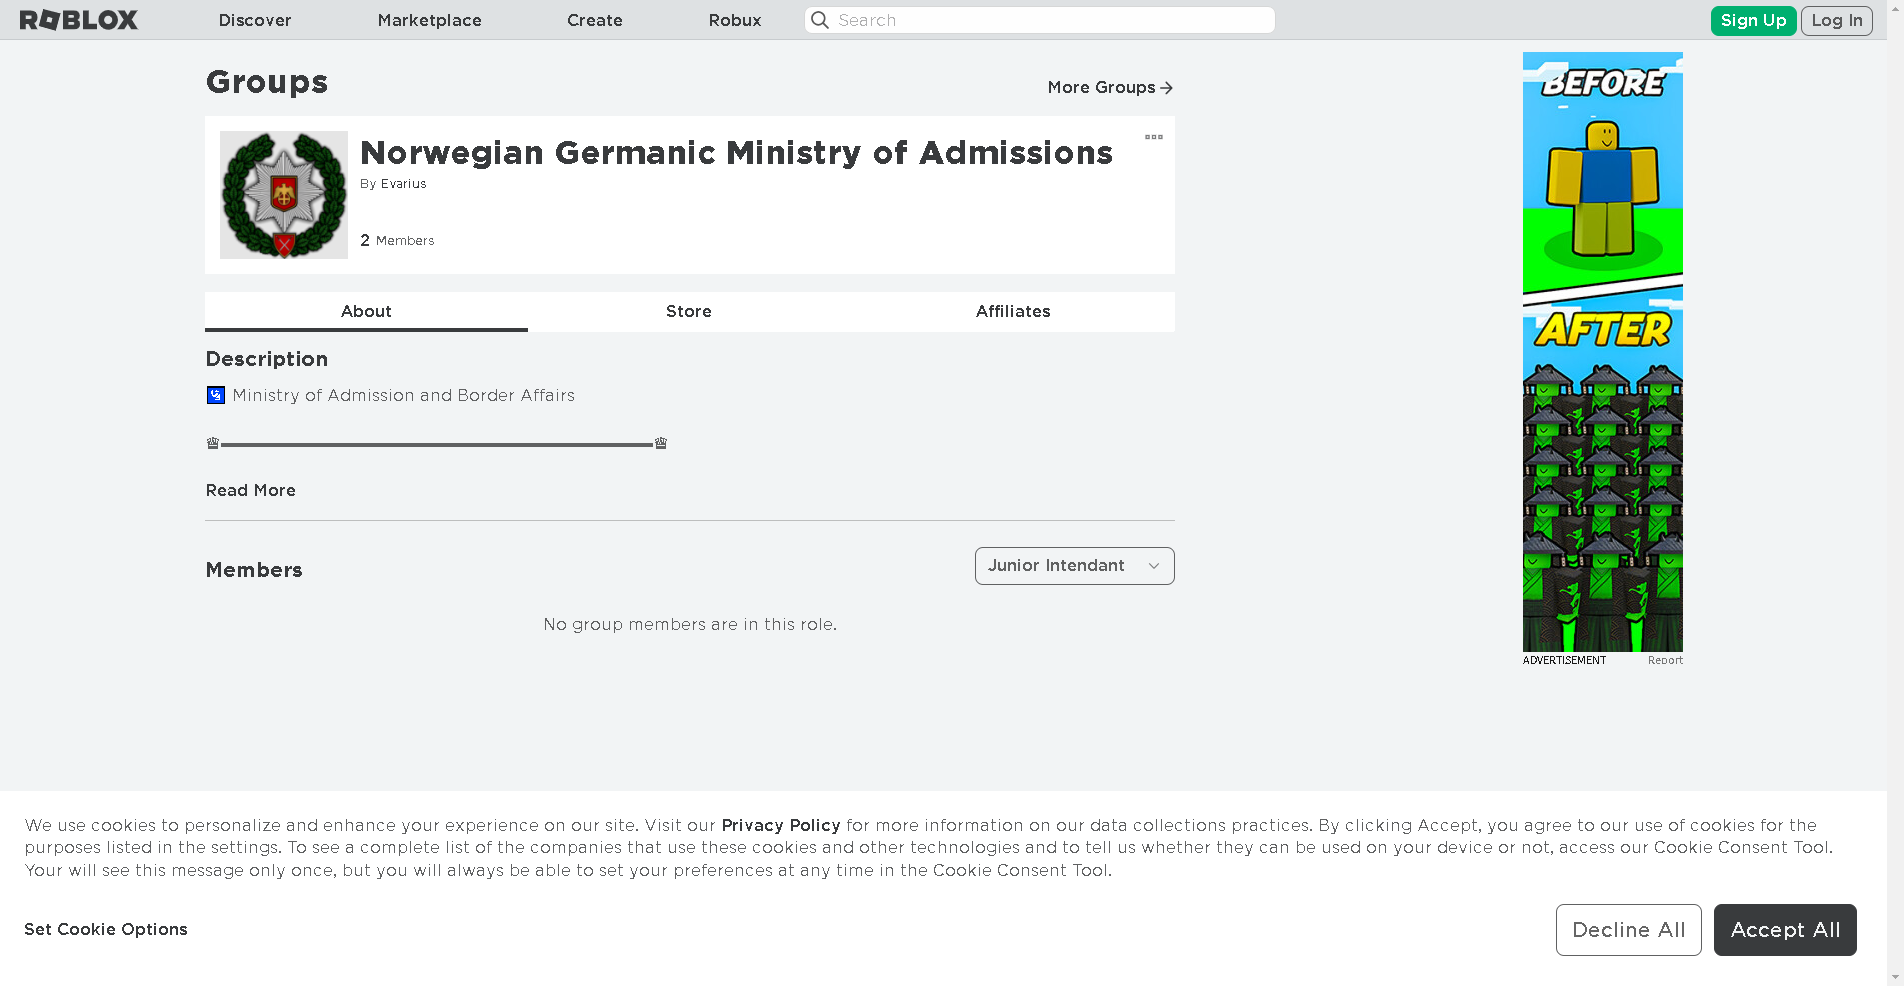 ROBLOX
Discover
Marketplace
Create
Robux
Search
Sign Up
Log In
Groups
More Groups
Norwegian Germanic Ministry of Admissions
By Evarius
2 Members
About
Store
Affiliates
Description
Ministry of Admission and Border Affairs
Read More
Members
Junior Intendant
No group members are in this role.
BEFORE
AFTER
ADVERTISEMENT
Report
We use cookies to personalize and enhance your experience on our site. Visit our Privacy Policy for more information on our data collections practices. By clicking Accept, you agree to our use of cookies for the
purposes listed in the settings. To see a complete list of the companies that use these cookies and other technologies and to tell us whether they can be used on your device or not, access our Cookie Consent Tool.
Your will see this message only once, but you will always be able to set your preferences at any time in the Cookie Consent Tool.
Set Cookie Options
Decline All
Accept All